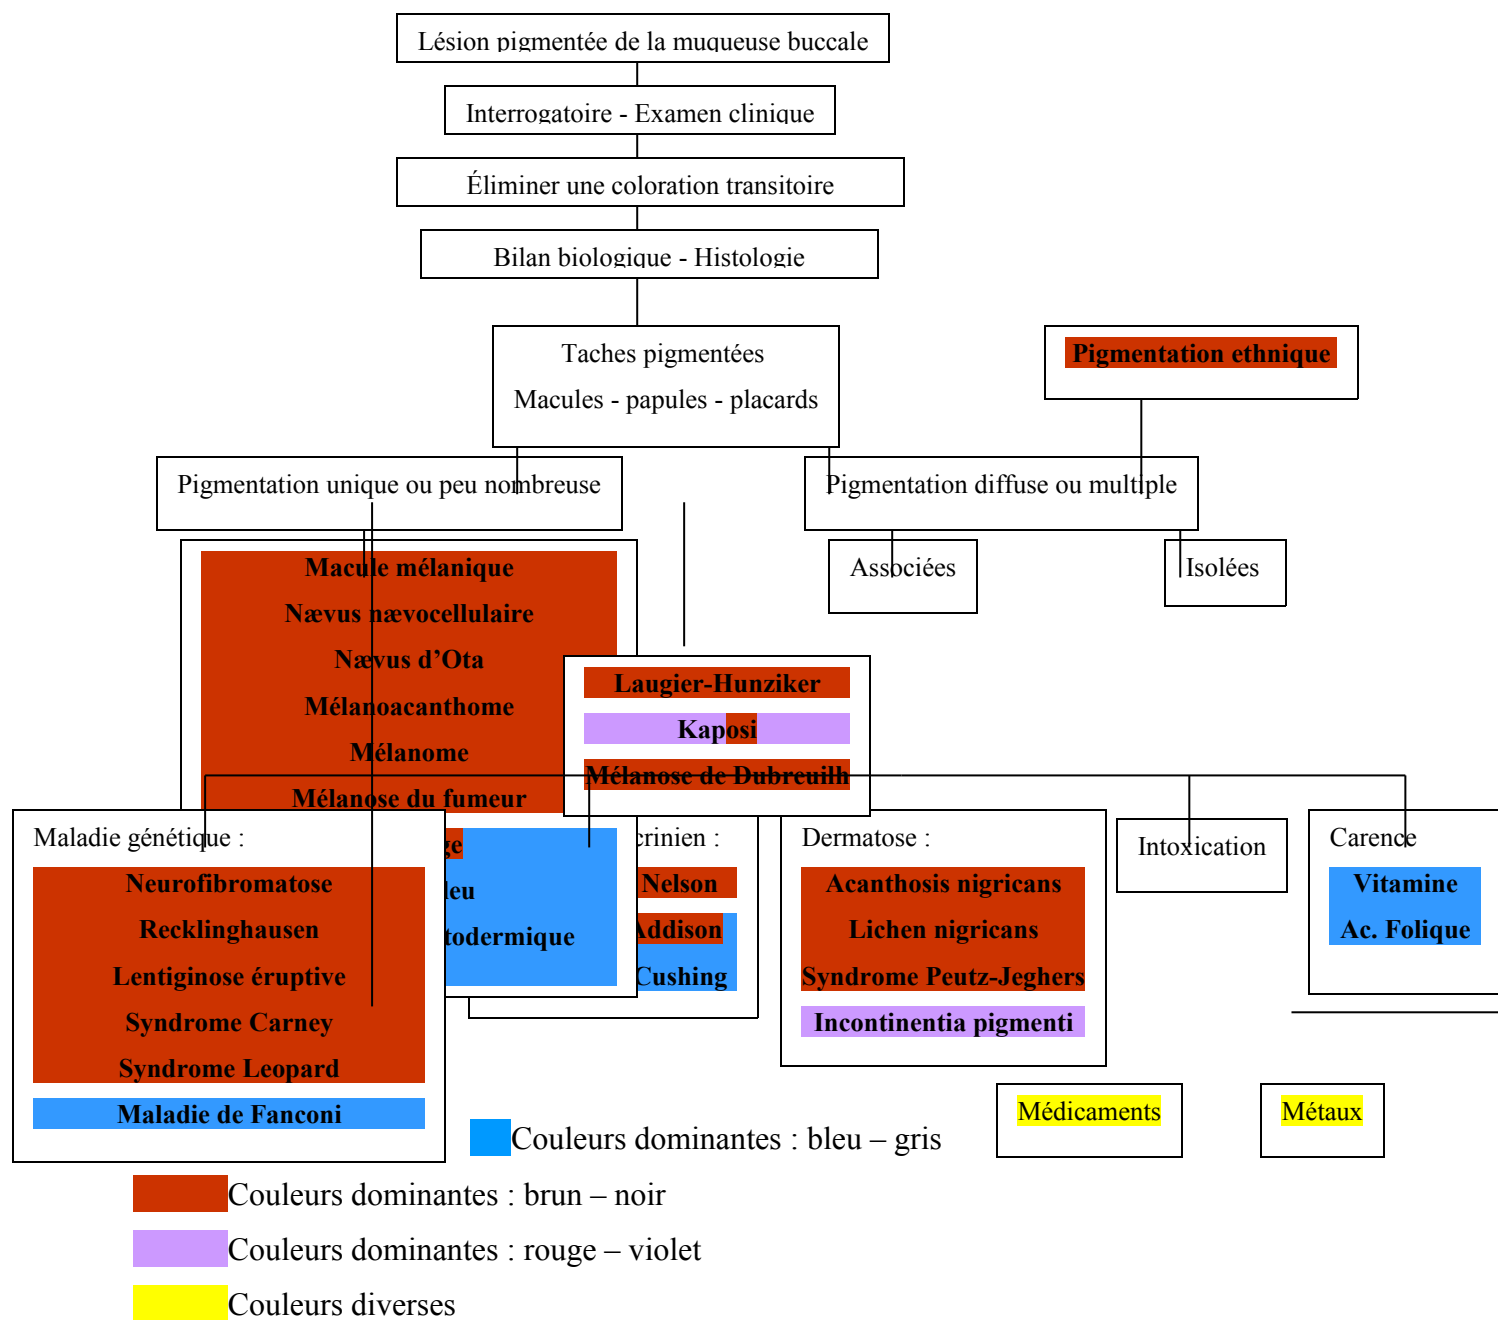 Lésion pigmentée de la muqueuse buccale
Interrogatoire - Examen clinique
Éliminer une coloration transitoire
Bilan biologique - Histologie
Taches pigmentées
Macules - papules - placards
Pigmentation ethnique
Pigmentation unique ou peu nombreuse
Pigmentation diffuse ou multiple
Macule mélanique
Nævus nævocellulaire
Nævus d’Ota
Mélanoacanthome
Mélanome
Mélanose du fumeur
Associées
Isolées
Laugier-Hunziker
Kaposi
Mélanose de Dubreuilh
Maladie génétique :
Neurofibromatose
Recklinghausen
Lentiginose éruptive
Syndrome Carney
Syndrome Leopard
Maladie de Fanconi
ge
leu
todermique
crinien :
Nelson
Addison
Cushing
Dermatose :
Acanthosis nigricans
Lichen nigricans
Syndrome Peutz-Jeghers
Incontinentia pigmenti
Intoxication
Carence
Vitamine
Ac. Folique
Médicaments
Métaux
Couleurs dominantes : bleu – gris
Couleurs dominantes : brun – noir
Couleurs dominantes : rouge – violet
Couleurs diverses